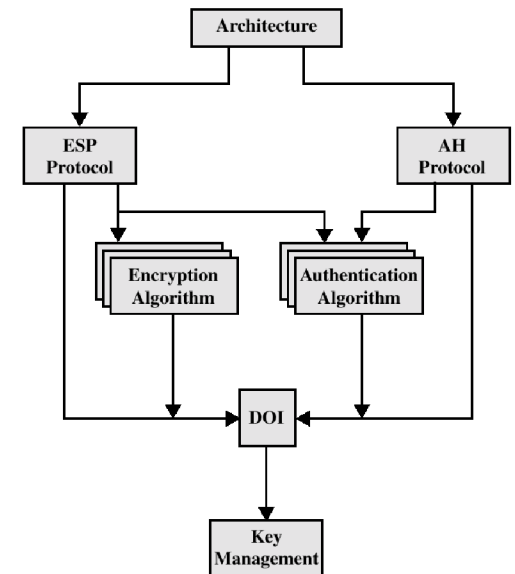 Architecture
ESP
Protocol
AH
Protocol
Encryption
Algorithm
Authentication
Algorithm
DOI
Key
Management